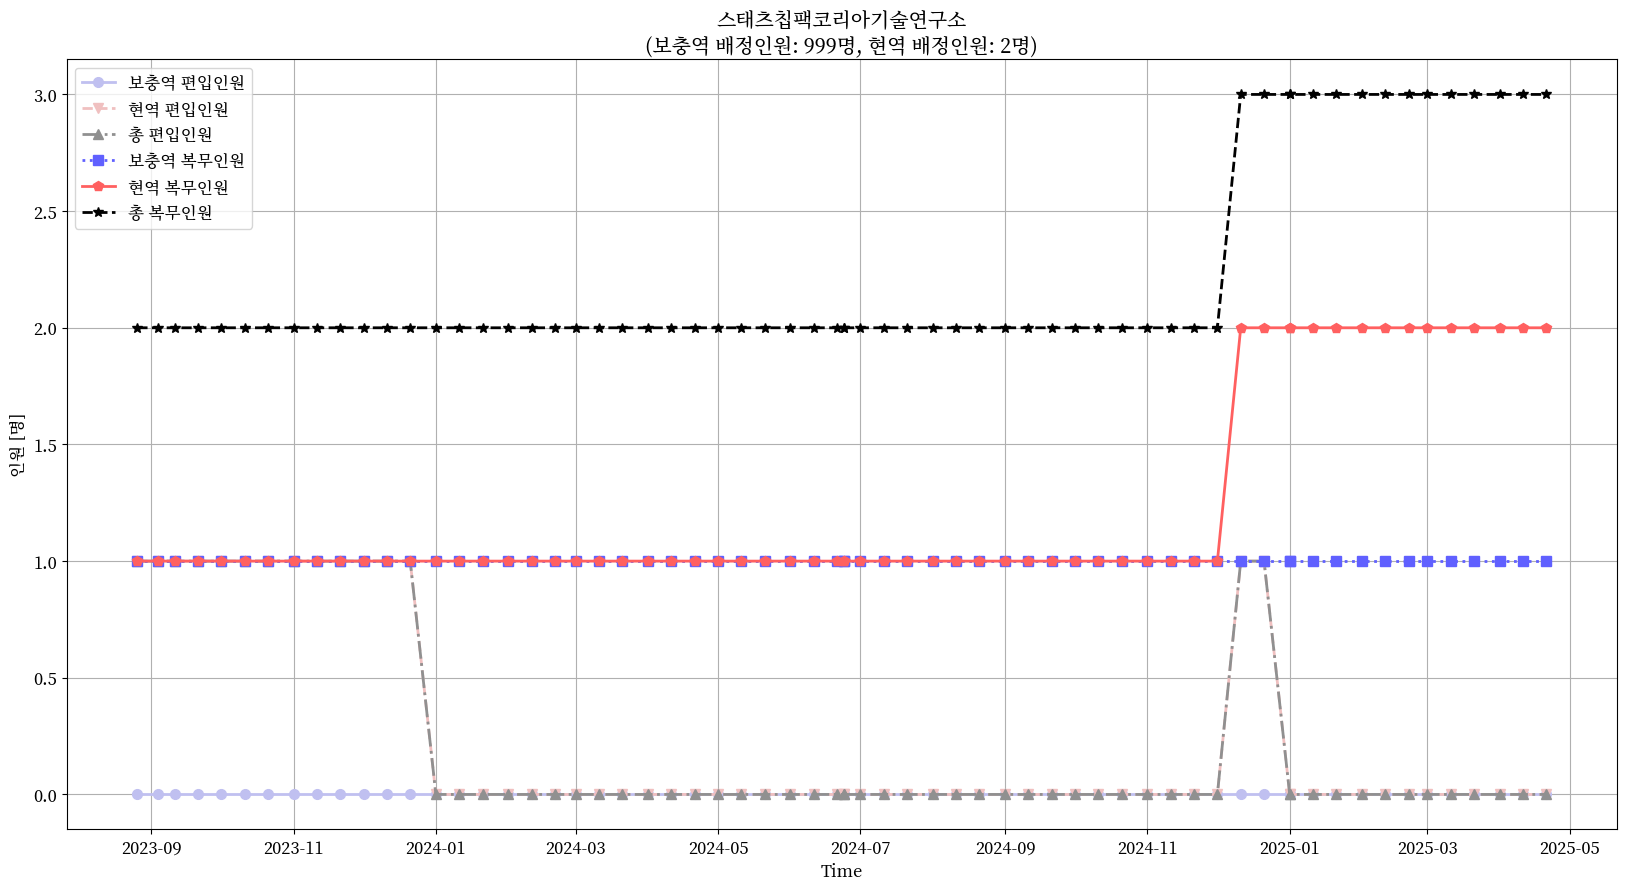 스태츠칩팩코리아기술연구소
(보충역 배정인원: 999명, 현역 배정인원: 2명)
보충역 편입인원
현역 편입인원
총 편입인원
보충역 복무인원
현역 복무인원
총 복무인원
3.0
2.5
2.0
1.5
1.0
0.5
0.0
인원 [명]
2023-09 2023-11 2024-01 2024-03 2024-05 2024-07 2024-09 2024-11 2025-01 2025-03 2025-05
Time